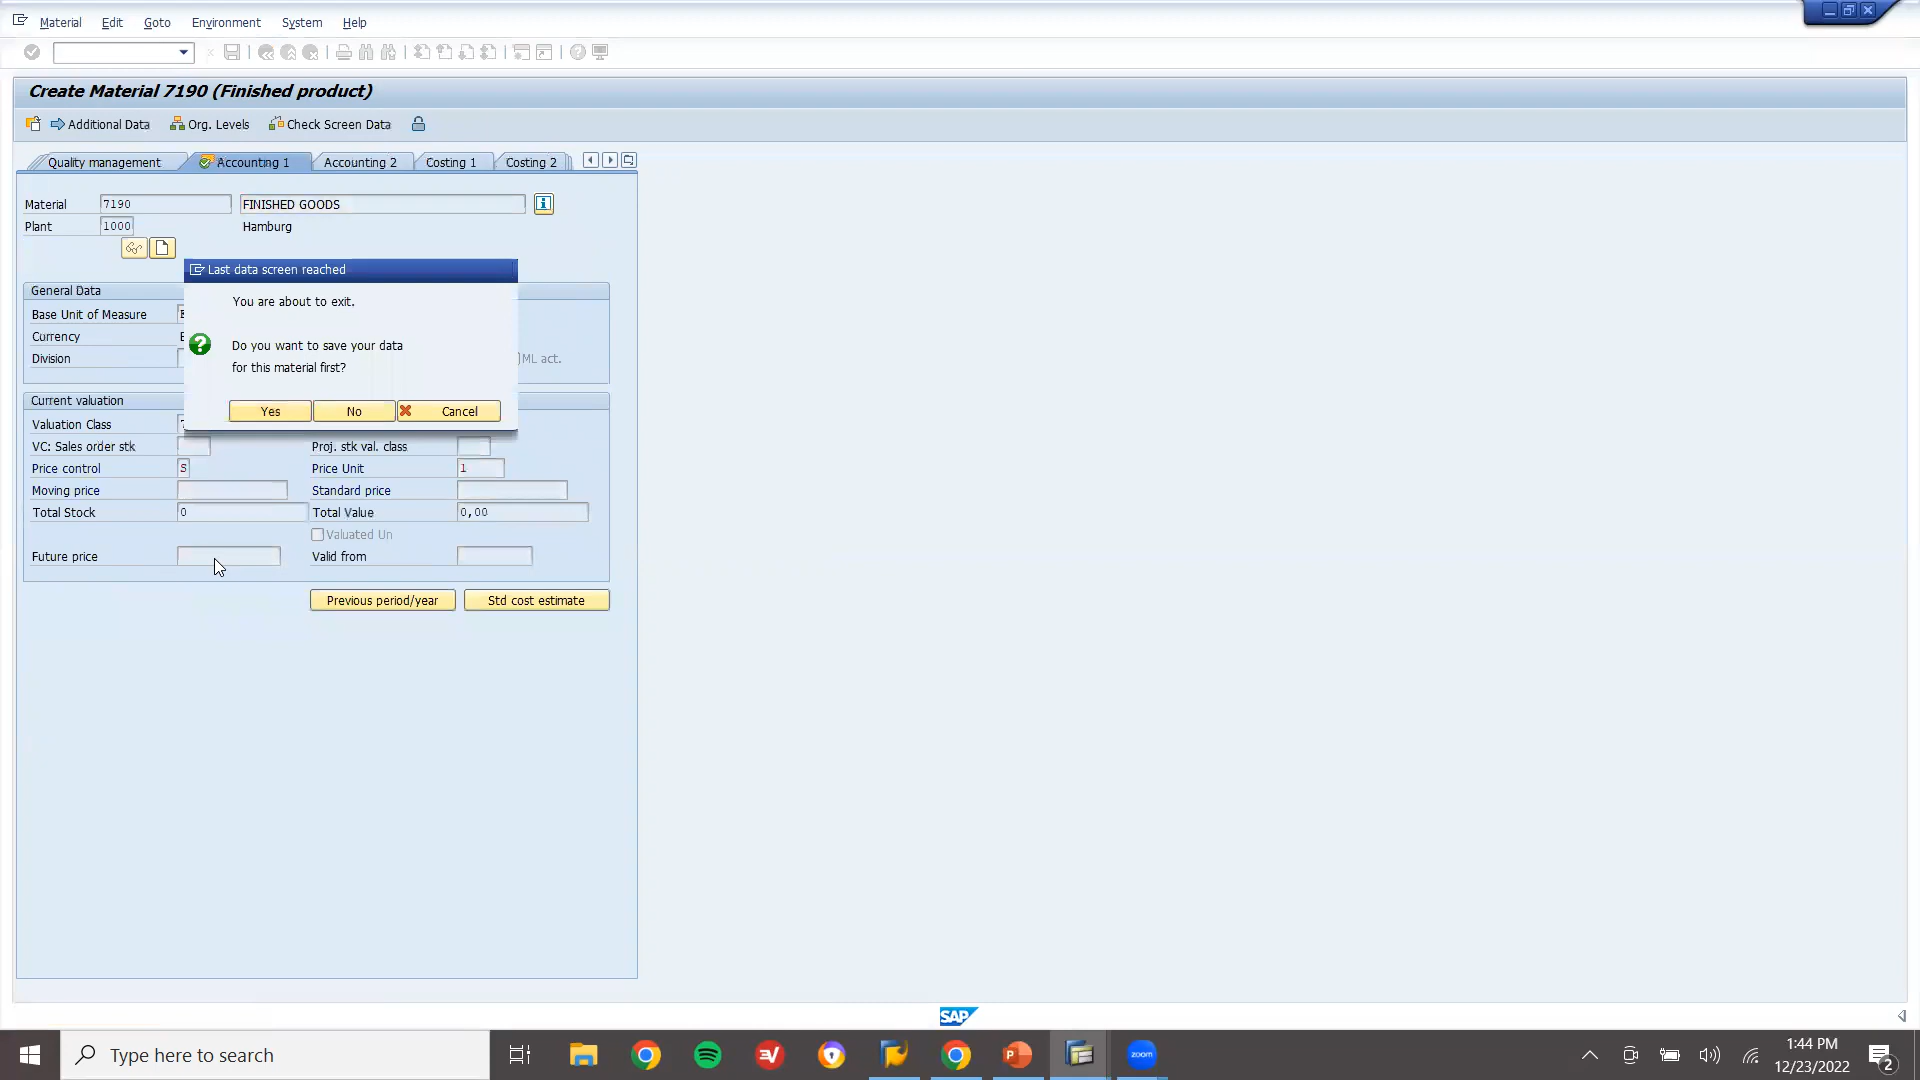 Material Edit Goto Environment System Help
Create Material 7190 (Finished product)
Additional Data Org. Levels Check Screen Data
Quality management Accounting 1 Accounting 2 Costing 1 Costing 2
Material 7190 FINISHED GOODS
Plant 1000 Hamburg
Last data screen reached
You are about to exit.
Do you want to save your data
for this material first?
Yes No Cancel
General Data
Base Unit of Measure
Currency
Division ML act.
Current valuation
Valuation Class
VC: Sales order stk Proj. stk val. class
Price control S Price Unit 1
Moving price Standard price
Total Stock 0 Total Value 0,00
Valuated Un
Future price Valid from
Previous period/year Std cost estimate
SAP
Type here to search
zoom
1:44 PM
12/23/2022
2